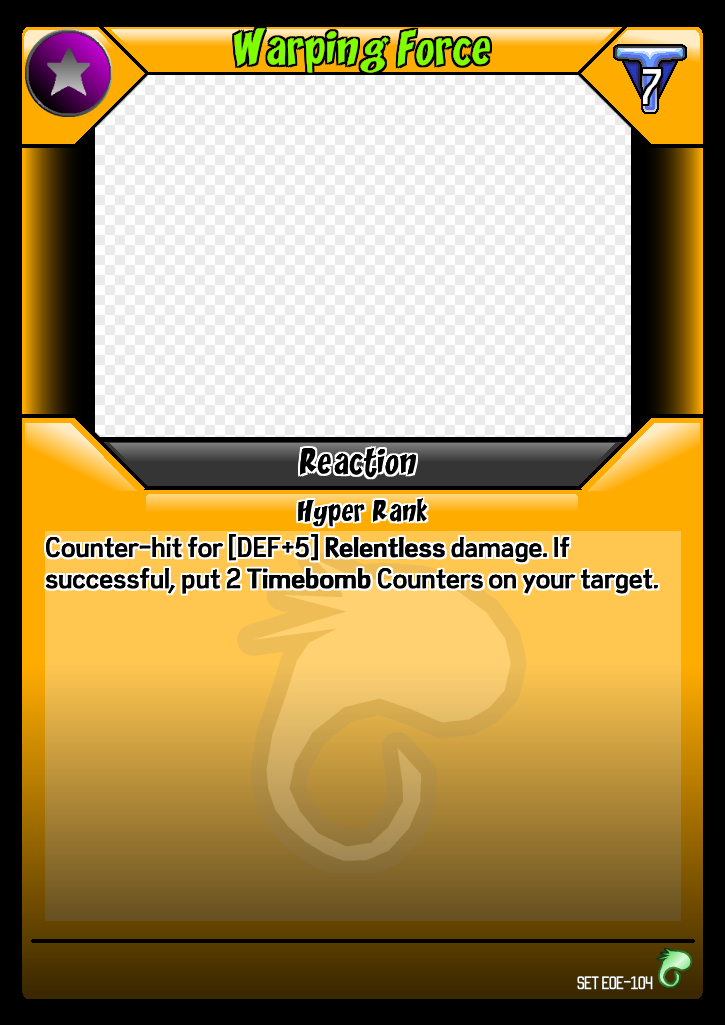 Warping Force
7
Reaction
Hyper Rank
Counter-hit for [DEF+5] Relentless damage. If
successful, put 2 Timebomb Counters on your target.
SET EOE-104